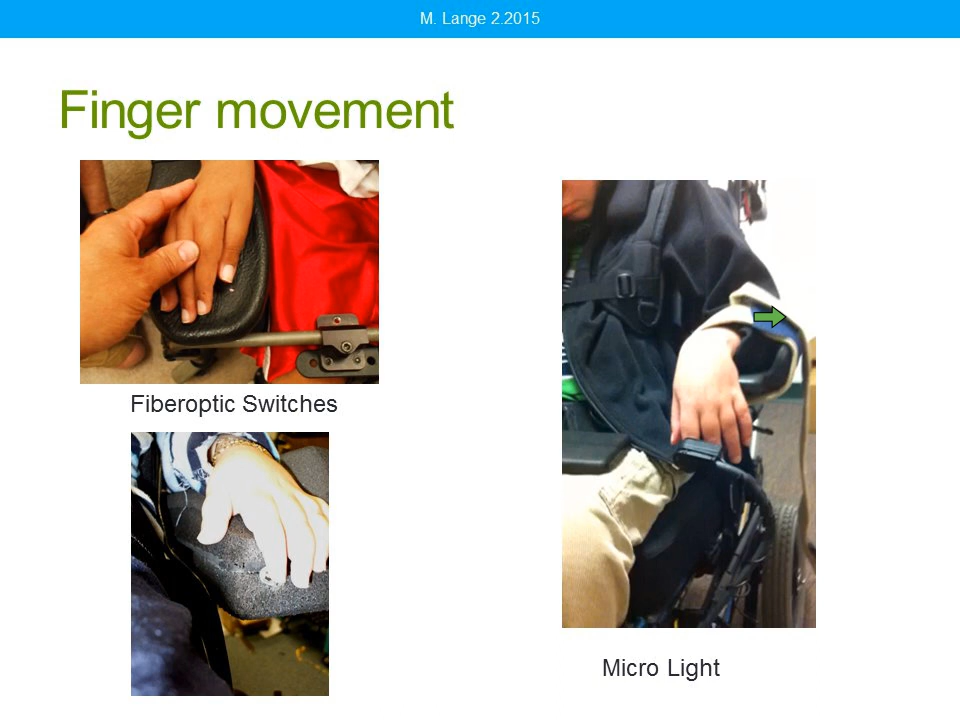 M. Lange 2.2015
Finger movement
Fiberoptic Switches
Micro Light